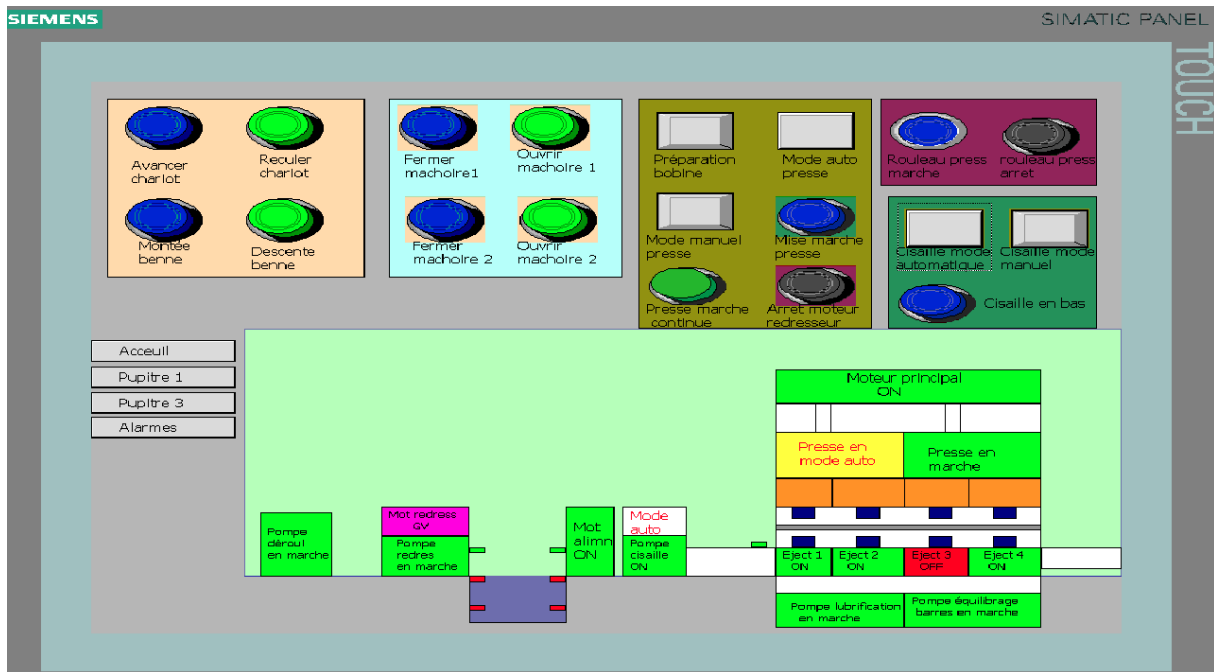 SIEMENS
SIMATIC PANEL
TOUCH
Avancer
chariot
Reculer
chariot
Montée
benne
Descente
benne
Fermer
machoire1
Ouvrir
machoire 1
Fermer
machoire 2
Ouvrir
machoire 2
Préparation
bobine
Mode auto
presse
Mode manuel
presse
Mise marche
presse
Presse marche
continue
Arret moteur
redresseur
Rouleau press
marche
rouleau press
arret
Cisaille mode
automatique
Cisaille mode
manuel
Cisaille en bas
Acceuil
Pupitre 1
Pupitre 3
Alarmes
Moteur principal
ON
Presse en
mode auto
Presse en
marche
Pompe
déroul
en marche
Mot redress
GV
Pompe
redres
en marche
Mot
alimn
ON
Mode
auto
Pompe
cisaille
ON
Eject 1
ON
Eject 2
ON
Eject 3
OFF
Eject 4
ON
Pompe lubrification
en marche
Pompe équilibrage
barres en marche